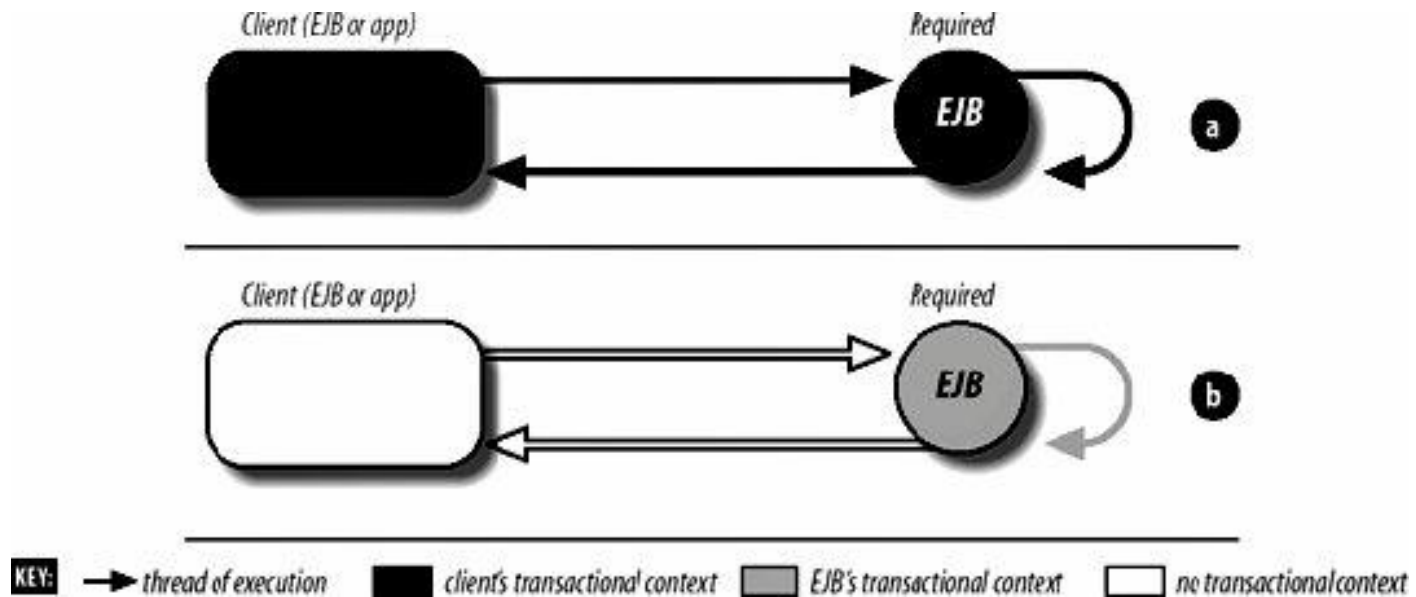 Client (EJB or app) Required
EJB
a
Client (EJB or app) Required
EJB
b
KEY: thread of execution client's transactional context EJB's transactional context no transactional context